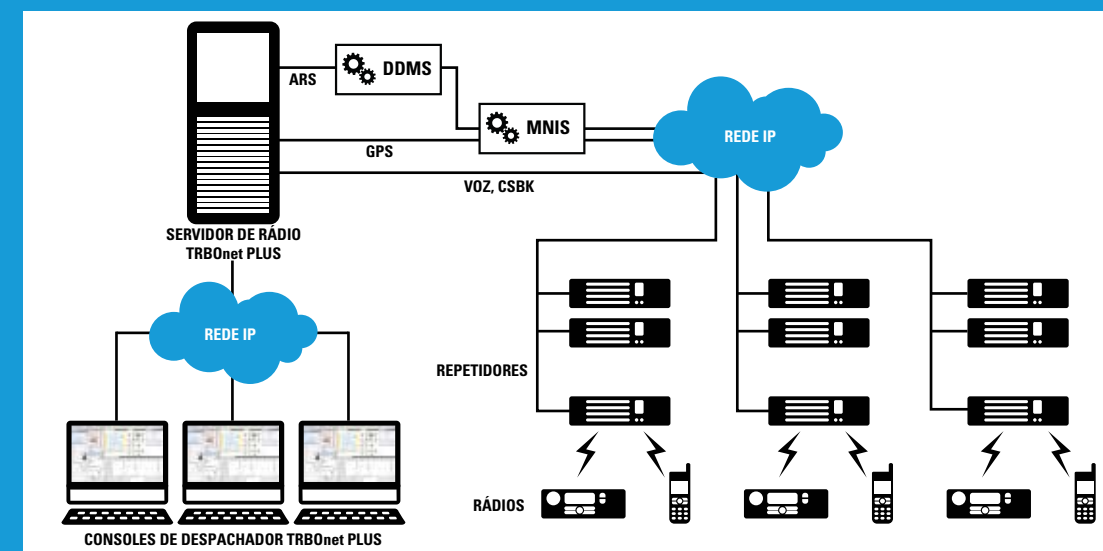 ARS
DDMS
MNIS
REDE IP
GPS
VOZ, CSBK
SERVIDOR DE RÁDIO
TRBOnet PLUS
REDE IP
REPETIDORES
RÁDIOS
CONSOLES DE DESPACHADOR TRBOnet PLUS